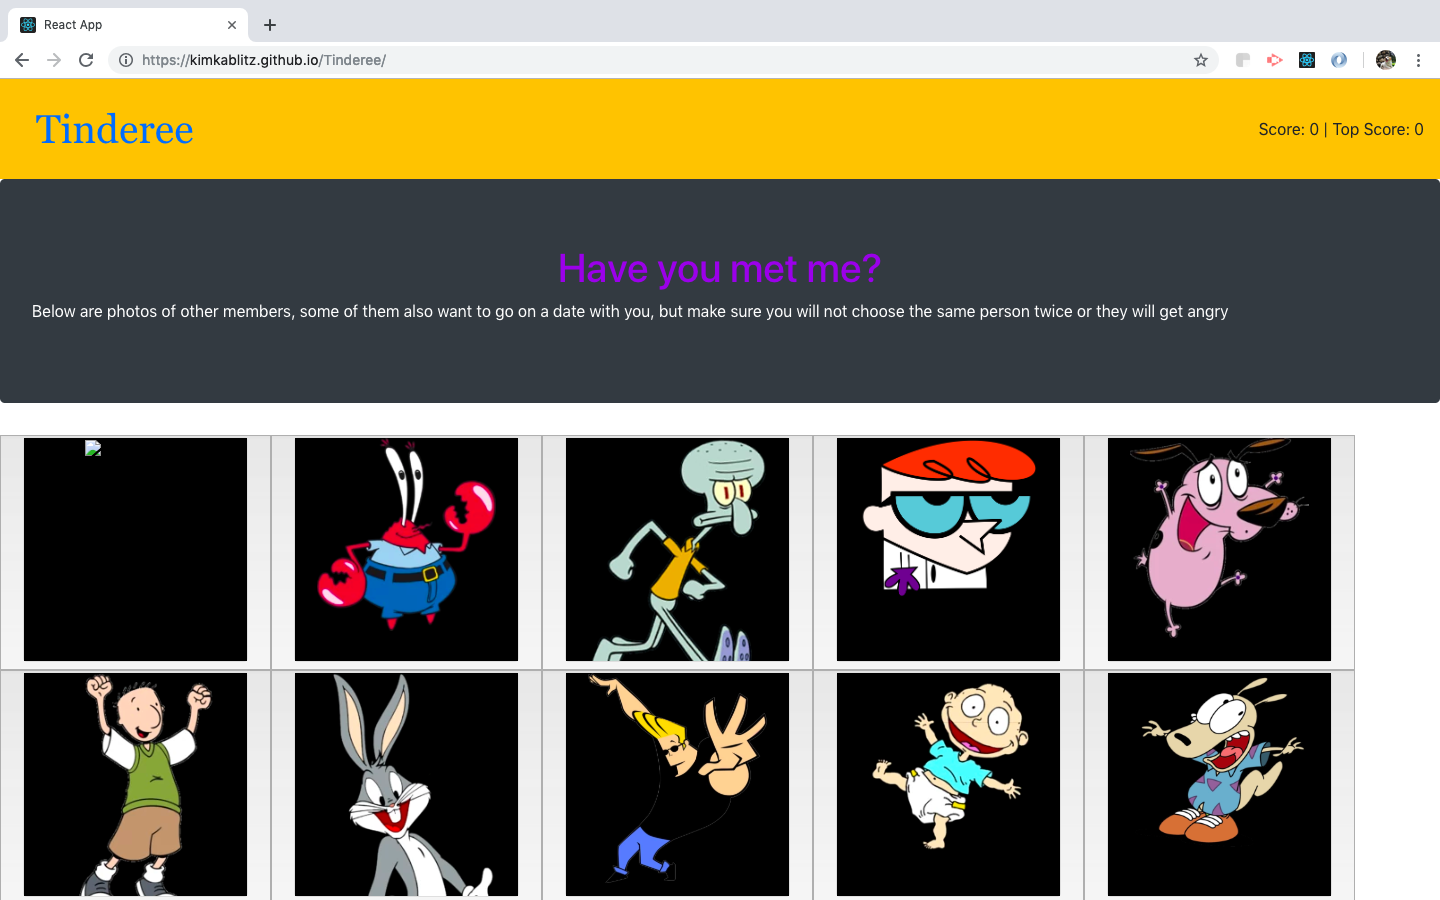 React App
https://kimkablitz.github.io/Tinderee/
Tinderee
Score: 0 | Top Score: 0
Have you met me?
Below are photos of other members, some of them also want to go on a date with you, but make sure you will not choose the same person twice or they will get angry